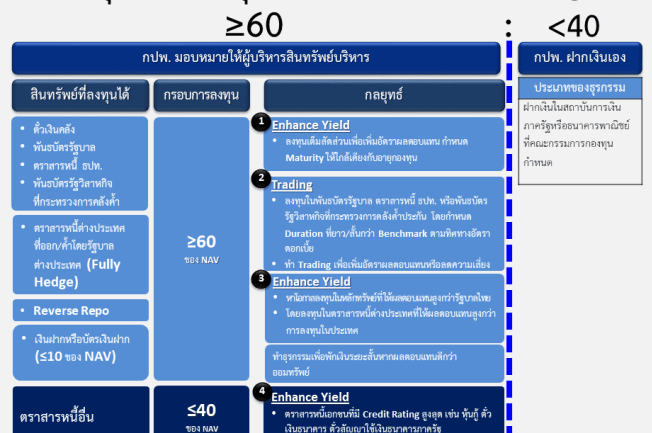 ≥60 : <40
กปพ. มอบหมายให้ผู้บริหารสินทรัพย์บริหาร
กปพ. ฝากเงินเอง
สินทรัพย์ที่ลงทุนได้
กรอบการลงทุน
กลยุทธ์
ประเภทของธุรกรรม
ฝากเงินในสถาบันการเงิน
ภาครัฐหรือธนาคารพาณิชย์
ที่คณะกรรมการกองทุน
กำหนด
• ตั๋วเงินคลัง
• พันธบัตรรัฐบาล
• ตราสารหนี้ ธปท.
• พันธบัตรรัฐวิสาหกิจ
ที่กระทรวงการคลังค้ำ
• ตราสารหนี้ต่างประเทศ
ที่ออก/ค้ำโดยรัฐบาล
ต่างประเทศ (Fully
Hedge)
• Reverse Repo
• เงินฝากหรือบัตรเงินฝาก
(≤10 ของ NAV)
≥60
ของ NAV
1 Enhance Yield
• ลงทุนเต็มสัดส่วนเพื่อเพิ่มอัตราผลตอบแทน กำหนด
Maturity ให้ใกล้เคียงกับอายุกองทุน
2 Trading
• ลงทุนในพันธบัตรรัฐบาล ตราสารหนี้ ธปท. หรือพันธบัตร
รัฐวิสาหกิจที่กระทรวงการคลังค้ำประกัน โดยกำหนด
Duration ที่ยาว/สั้นกว่า Benchmark ตามทิศทางอัตรา
ดอกเบี้ย
• ทำ Trading เพื่อเพิ่มอัตราผลตอบแทนหรือลดความเสี่ยง
3 Enhance Yield
• หาโอกาสลงทุนในหลักทรัพย์ที่ให้ผลตอบแทนสูงกว่ารัฐบาลไทย
• โดยลงทุนในตราสารหนี้ต่างประเทศที่ให้ผลตอบแทนสูงกว่า
การลงทุนในประเทศ
ทำธุรกรรมเพื่อพักเงินระยะสั้นหากผลตอบแทนดีกว่า
ออมทรัพย์
ตราสารหนี้อื่น
≤40
ของ NAV
4 Enhance Yield
• ตราสารหนี้เอกชนที่มี Credit Rating สูงสุด เช่น หุ้นกู้ ตั๋ว
เงินธนาคาร ตั๋วสัญญาใช้เงินธนาคารภาครัฐ